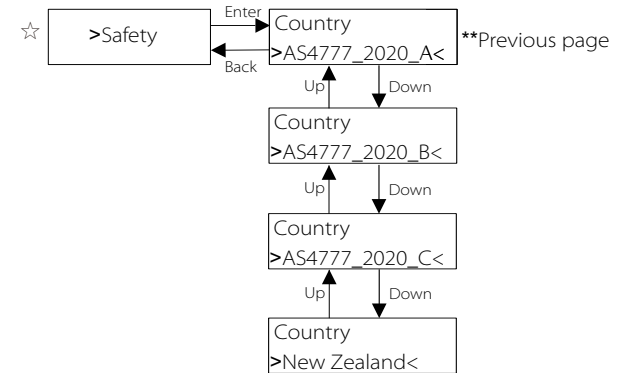 ☆ >Safety
Enter
Back
Country
>AS4777_2020_A<
**Previous page
Up
Down
Country
>AS4777_2020_B<
Up
Down
Country
>AS4777_2020_C<
Up
Down
Country
>New Zealand<